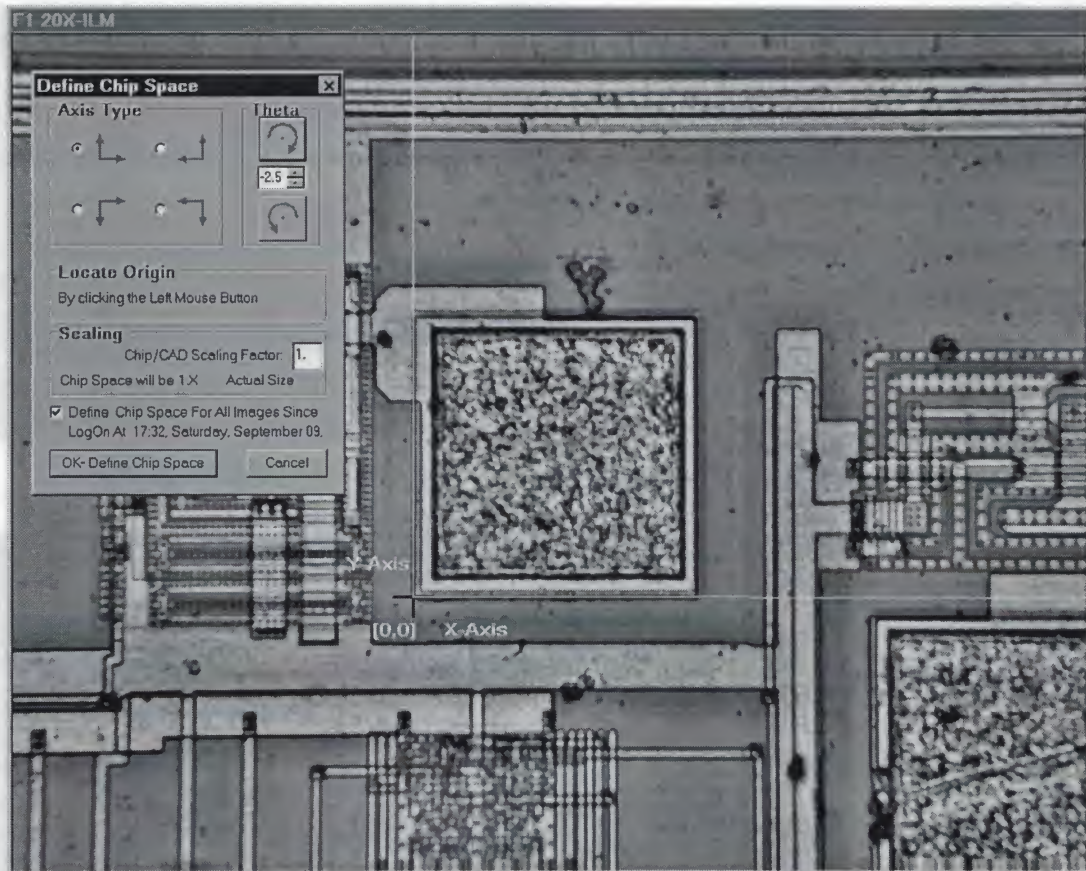 F1 20X-ILM
Define Chip Space
Axis Type
Theta
-2.5
Locate Origin
By clicking the Left Mouse Button
Scaling
Chip/CAD Scaling Factor: 1.
Chip Space will be 1 X Actual Size
Define Chip Space For All Images Since
LogOn At 17:32, Saturday, September 09,
OK- Define Chip Space
Cancel
Y-Axis
[0,0] X-Axis